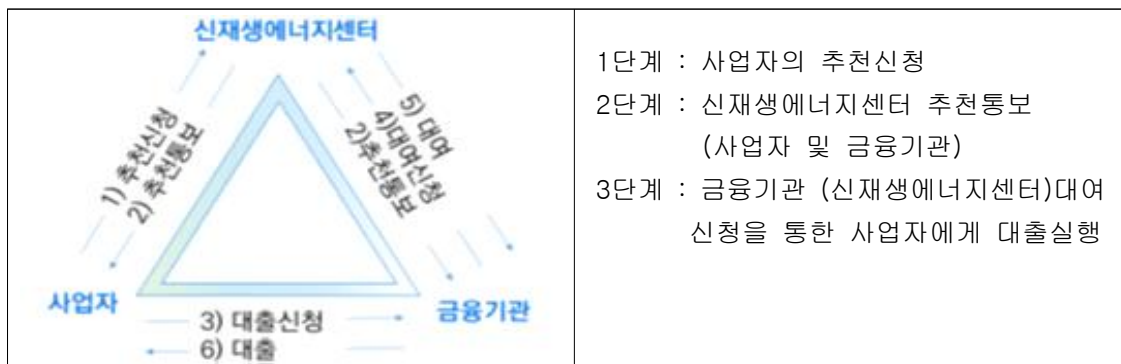 신재생에너지센터
1) 추천신청
2) 추천통보
5) 대여
4)대여신청
2)추천통보
사업자
금융기관
3) 대출신청
6) 대출
1단계 : 사업자의 추천신청
2단계 : 신재생에너지센터 추천통보
(사업자 및 금융기관)
3단계 : 금융기관 (신재생에너지센터)대여
신청을 통한 사업자에게 대출실행